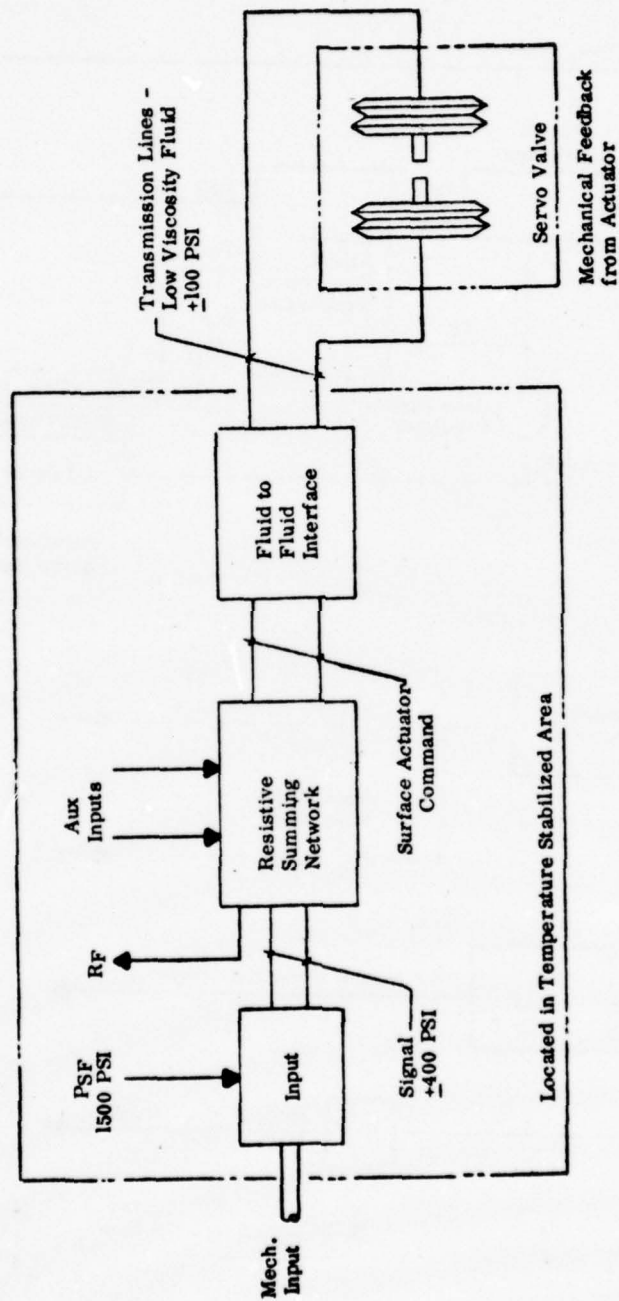 Mech.
Input
PSF
1500 PSI
Input
RF
Signal
+400 PSI
Aux
Inputs
Resistive
Summing
Network
Surface Actuator
Command
Fluid to
Fluid
Interface
Located in Temperature Stabilized Area
Transmission Lines -
Low Viscosity Fluid
+100 PSI
Servo Valve
Mechanical Feedback
from Actuator